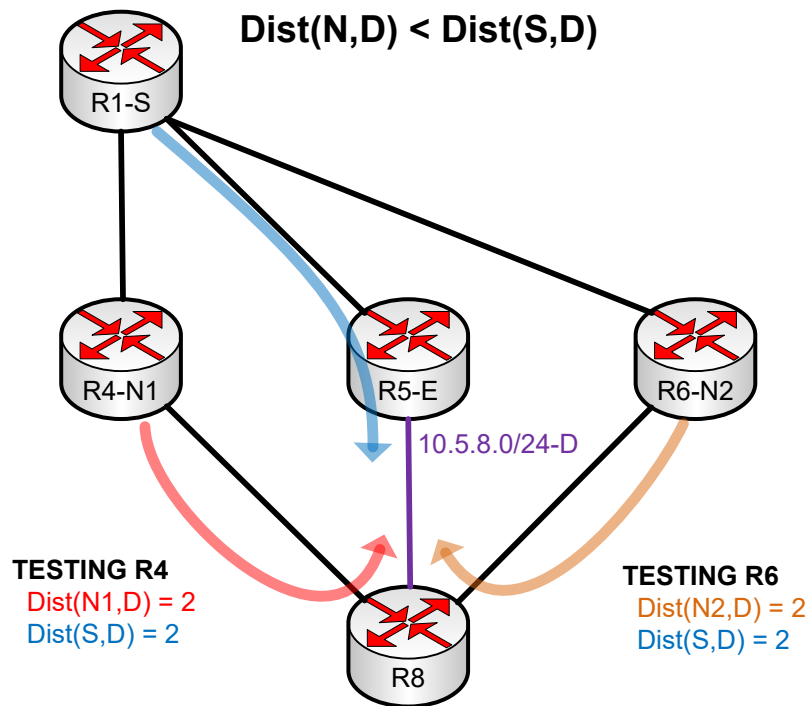 Dist(N,D) < Dist(S,D)
R1-S
R4-N1
R5-E
R6-N2
10.5.8.0/24-D
TESTING R4
Dist(N1,D) = 2
Dist(S,D) = 2
TESTING R6
Dist(N2,D) = 2
Dist(S,D) = 2
R8